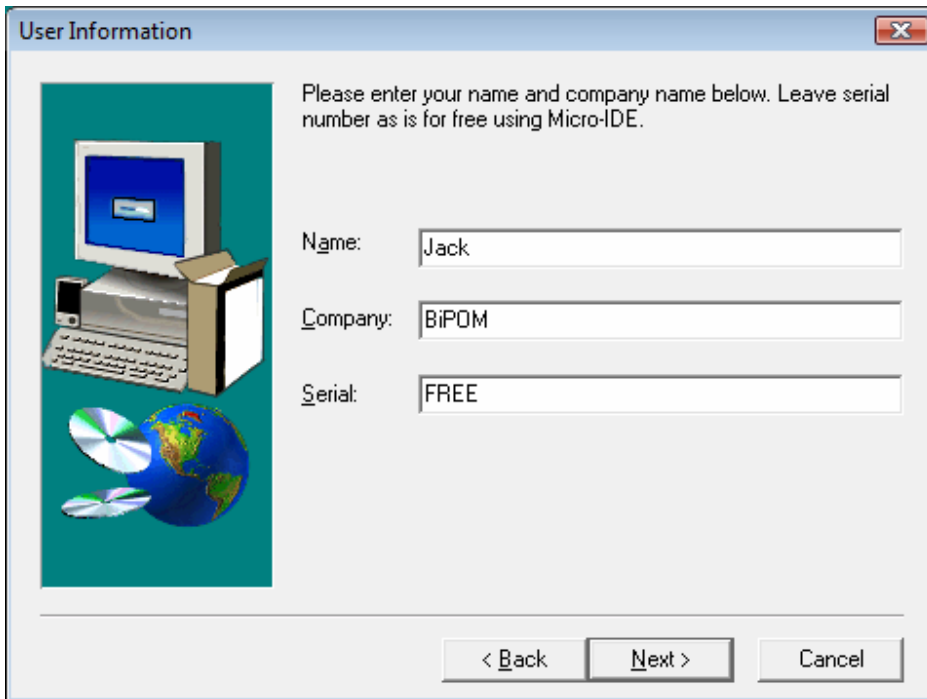 User Information
Please enter your name and company name below. Leave serial
number as is for free using Micro-IDE.
Name: Jack
Company: BiPOM
Serial: FREE
< Back Next > Cancel